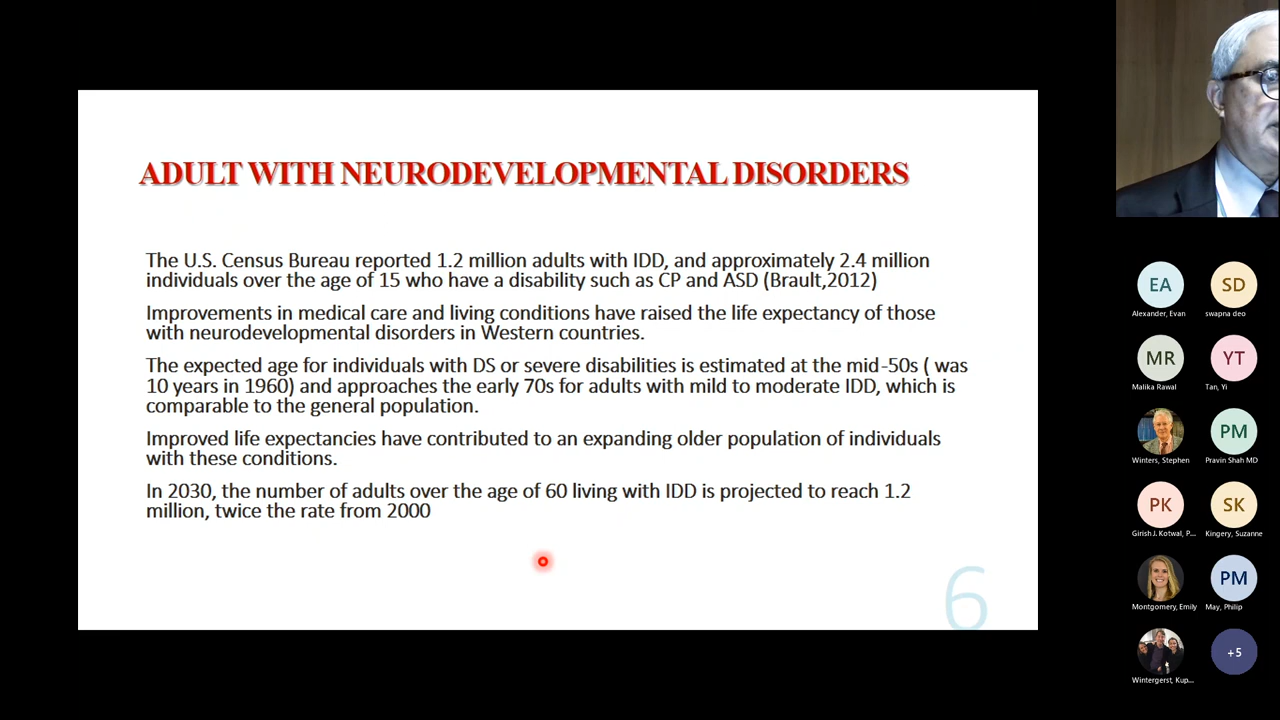 ADULT WITH NEURODEVELOPMENTAL DISORDERS
The U.S. Census Bureau reported 1.2 million adults with IDD, and approximately 2.4 million
individuals over the age of 15 who have a disability such as CP and ASD (Brault,2012)
Improvements in medical care and living conditions have raised the life expectancy of those
with neurodevelopmental disorders in Western countries.
The expected age for individuals with DS or severe disabilities is estimated at the mid-50s ( was
10 years in 1960) and approaches the early 70s for adults with mild to moderate IDD, which is
comparable to the general population.
Improved life expectancies have contributed to an expanding older population of individuals
with these conditions.
In 2030, the number of adults over the age of 60 living with IDD is projected to reach 1.2
million, twice the rate from 2000
6
EA
Alexander, Evan
SD
swapna deo
MR
Malika Rawal
YT
Tan, Yi
Winters, Stephen
PM
Pravin Shah MD
PK
Girish J. Kotwal, P...
SK
Kingery, Suzanne
Montgomery, Emily
PM
May, Philip
Wintergerst, Kup...
+5